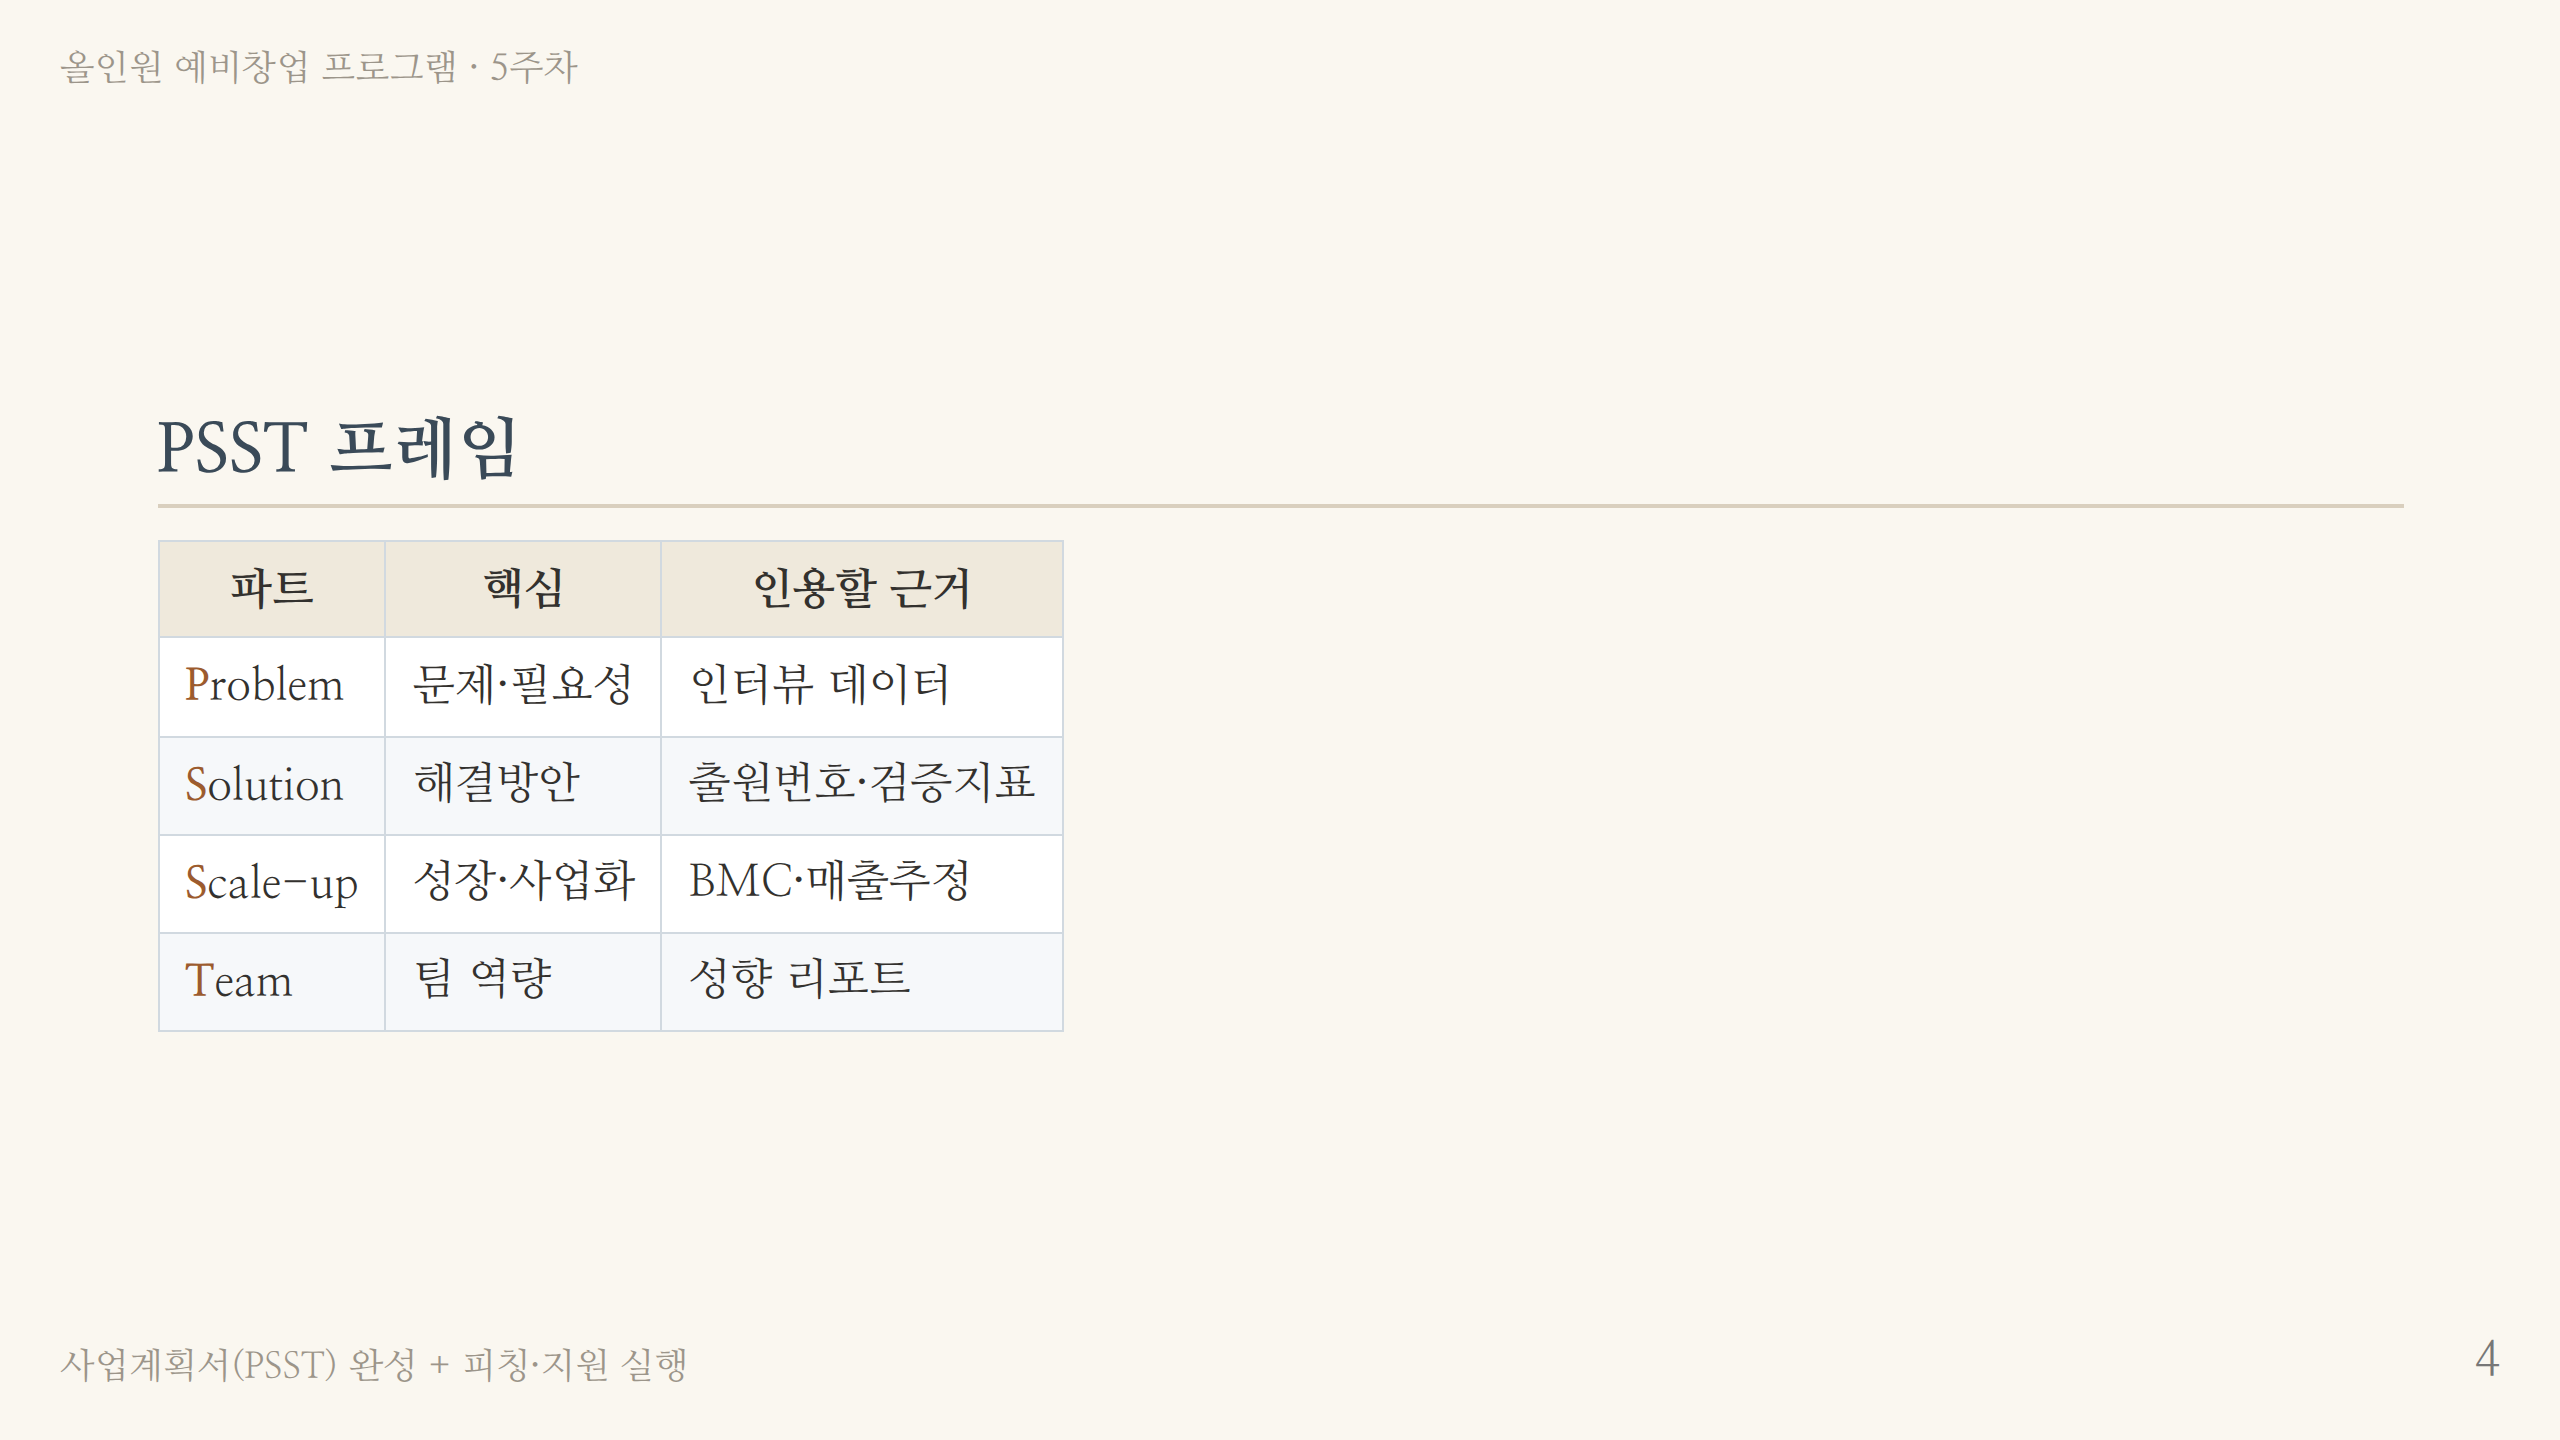 올인원 예비창업 프로그램 · 5주차
PSST 프레임
파트 핵심 인용할 근거
Problem 문제·필요성 인터뷰 데이터
Solution 해결방안 출원번호·검증지표
Scale-up 성장·사업화 BMC·매출추정
Team 팀 역량 성향 리포트
사업계획서(PSST) 완성 + 피칭·지원 실행
4